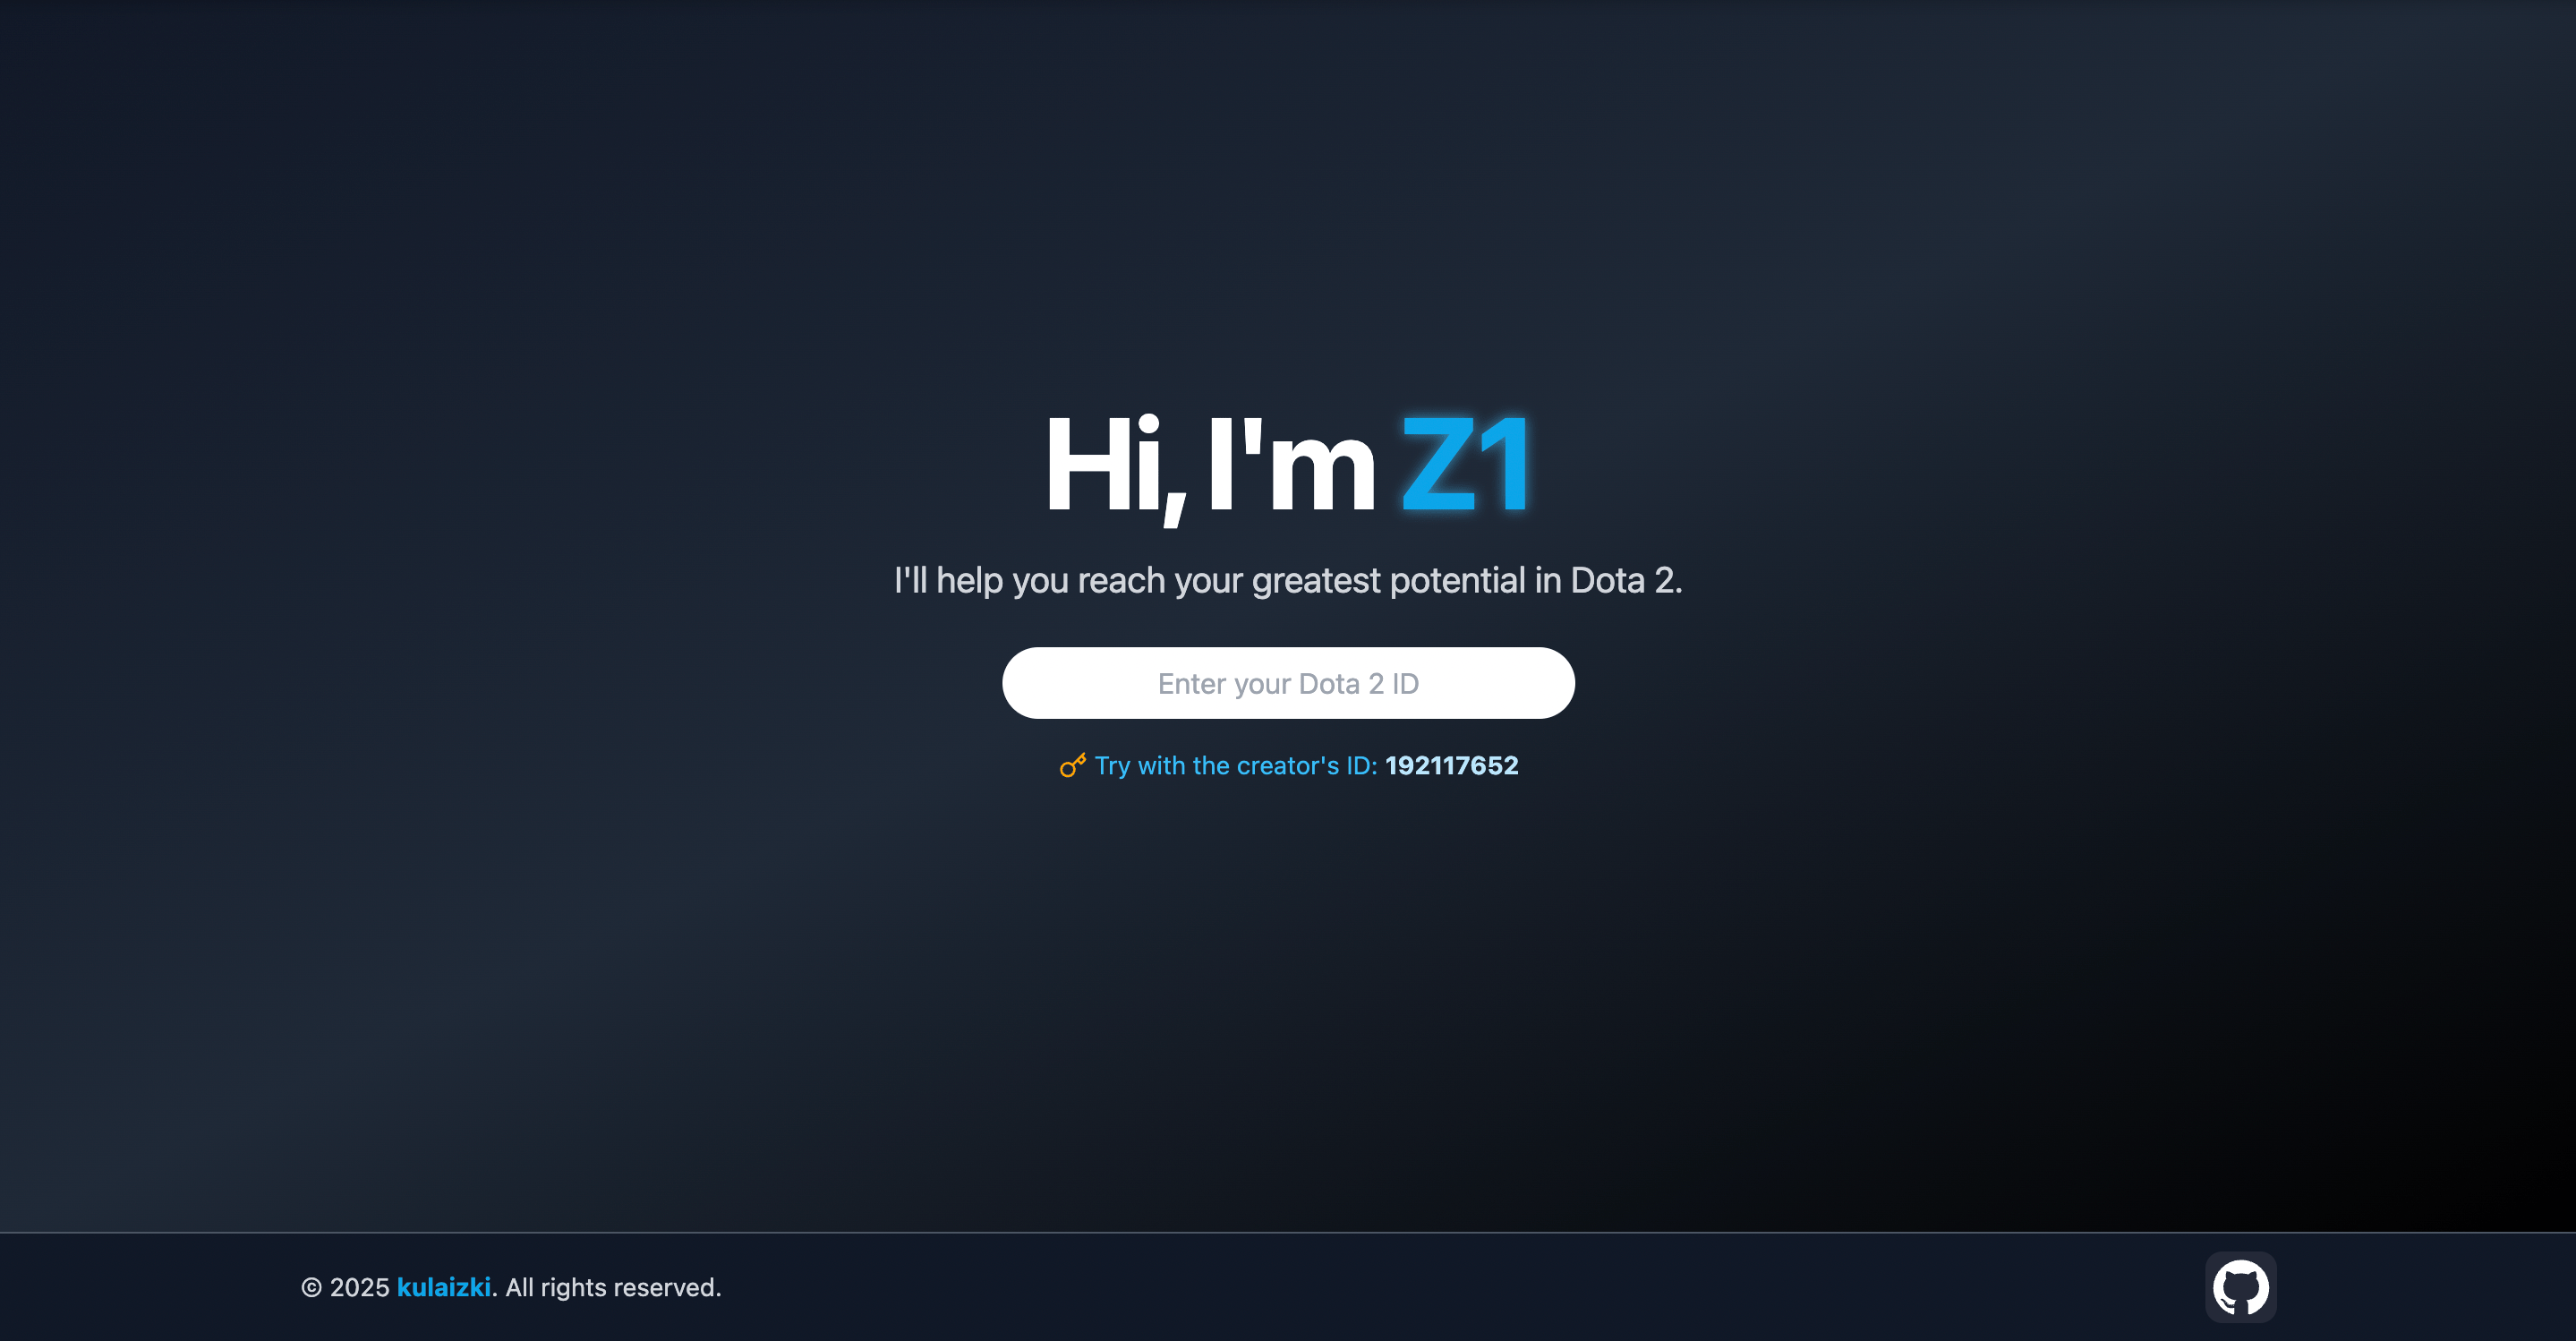 Hi, I'm Z1
I'll help you reach your greatest potential in Dota 2.
Enter your Dota 2 ID
Try with the creator's ID: 192117652
© 2025 kulaizki. All rights reserved.